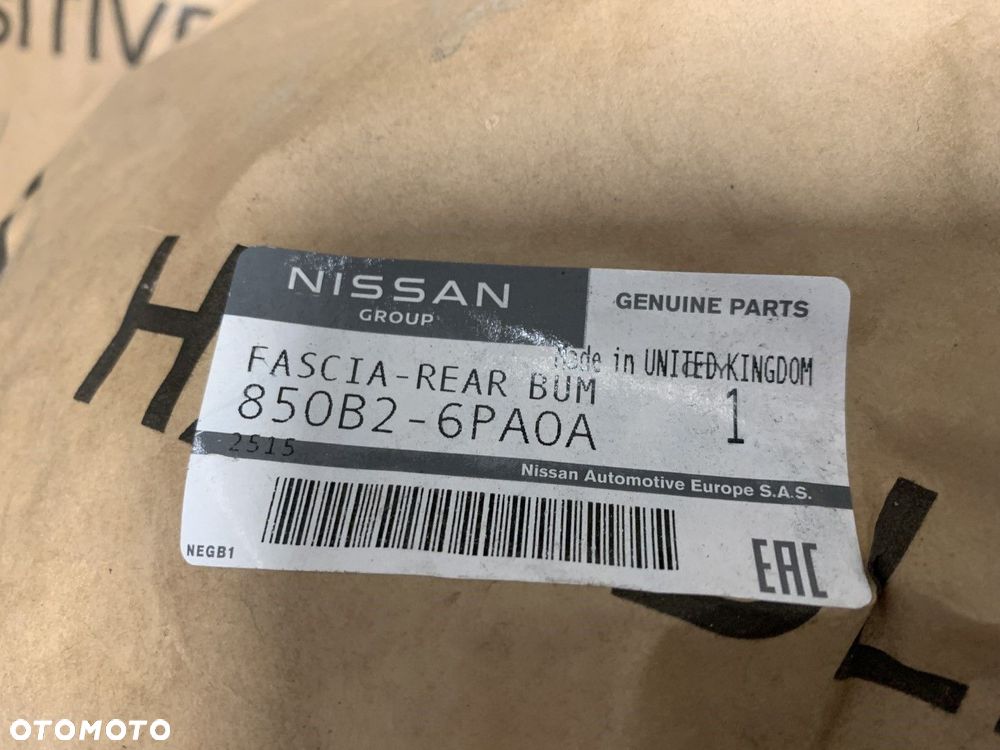 SITIVE
NISSAN
GROUP
GENUINE PARTS
Made in UNITED KINGDOM
FASCIA-REAR BUM
850B2-6PA0A
1
2515
Nissan Automotive Europe S.A.S.
NEGB1
EAC
OTOMOTO